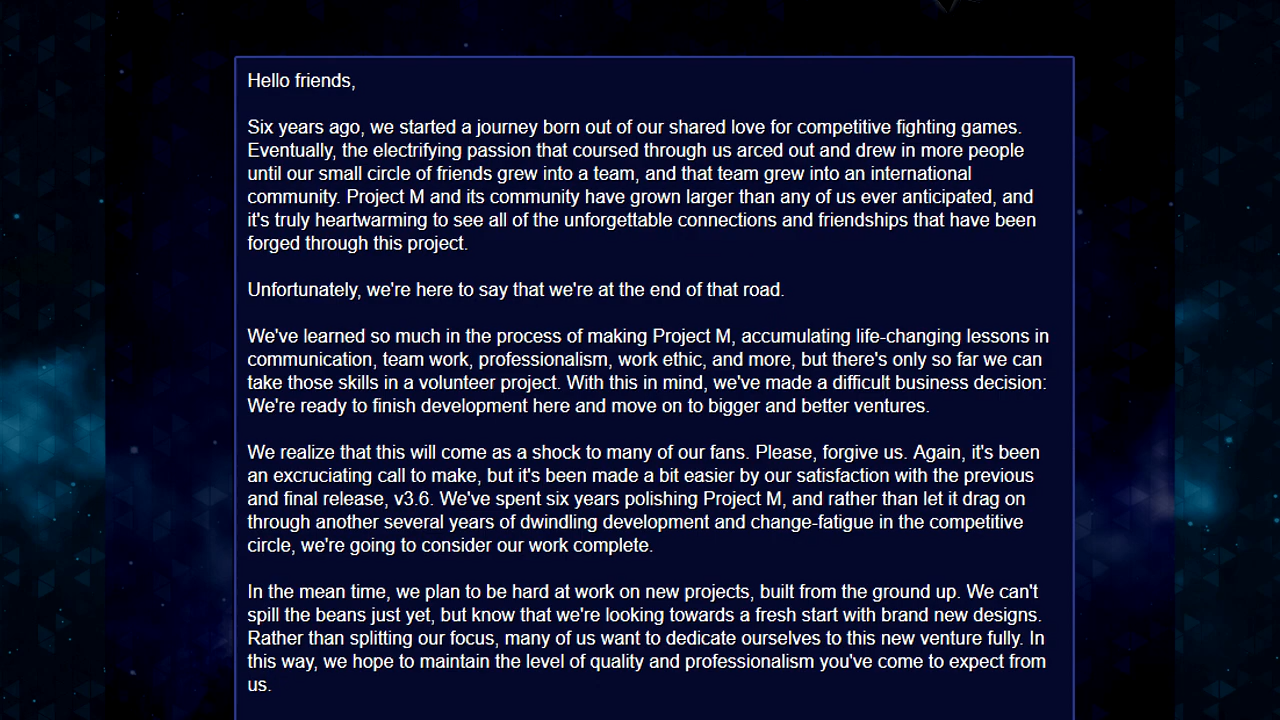 Hello friends,
Six years ago, we started a journey born out of our shared love for competitive fighting games.
Eventually, the electrifying passion that coursed through us arced out and drew in more people
until our small circle of friends grew into a team, and that team grew into an international
community. Project M and its community have grown larger than any of us ever anticipated, and
it's truly heartwarming to see all of the unforgettable connections and friendships that have been
forged through this project.
Unfortunately, we're here to say that we're at the end of that road.
We've learned so much in the process of making Project M, accumulating life-changing lessons in
communication, team work, professionalism, work ethic, and more, but there's only so far we can
take those skills in a volunteer project. With this in mind, we've made a difficult business decision:
We're ready to finish development here and move on to bigger and better ventures.
We realize that this will come as a shock to many of our fans. Please, forgive us. Again, it's been
an excruciating call to make, but it's been made a bit easier by our satisfaction with the previous
and final release, v3.6. We've spent six years polishing Project M, and rather than let it drag on
through another several years of dwindling development and change-fatigue in the competitive
circle, we're going to consider our work complete.
In the mean time, we plan to be hard at work on new projects, built from the ground up. We can't
spill the beans just yet, but know that we're looking towards a fresh start with brand new designs.
Rather than splitting our focus, many of us want to dedicate ourselves to this new venture fully. In
this way, we hope to maintain the level of quality and professionalism you've come to expect from
us.